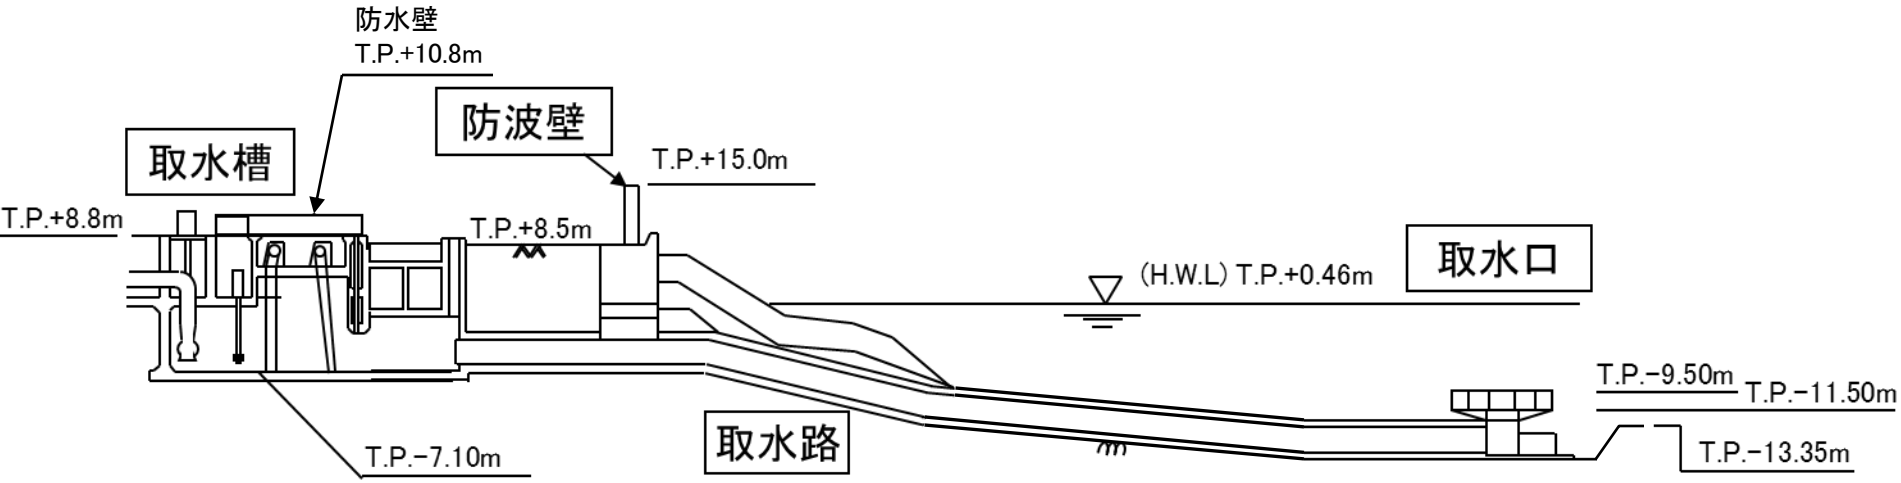 防水壁
T.P.+10.8m
防波壁
取水槽
T.P.+15.0m
T.P.+8.8m
T.P.+8.5m
取水口
(H.W.L) T.P.+0.46m
T.P.-9.50m
T.P.-11.50m
取水路
T.P.-7.10m
T.P.-13.35m